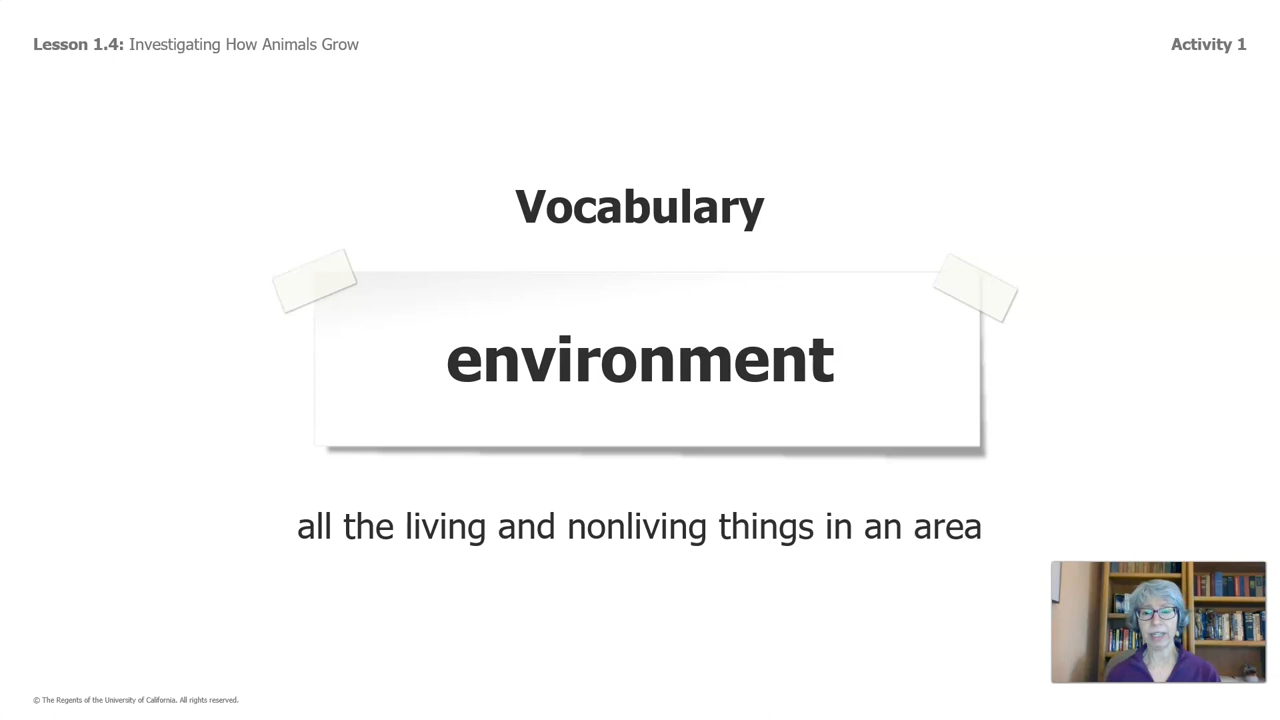 Lesson 1.4: Investigating How Animals Grow
Activity 1
Vocabulary
environment
all the living and nonliving things in an area
© The Regents of the University of California. All rights reserved.